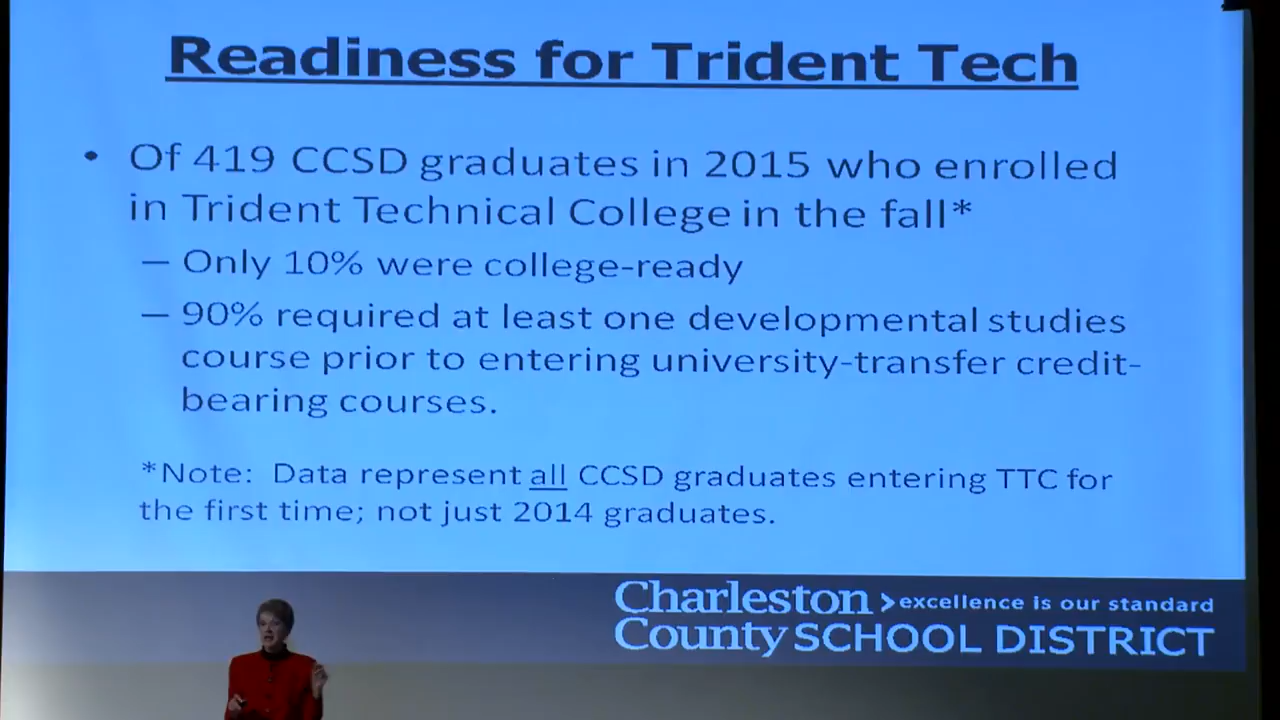 Readiness for Trident Tech
• Of 419 CCSD graduates in 2015 who enrolled
in Trident Technical College in the fall*
– Only 10% were college-ready
– 90% required at least one developmental studies
course prior to entering university-transfer credit-
bearing courses.
*Note: Data represent all CCSD graduates entering TTC for
the first time; not just 2014 graduates.
Charleston >excellence is our standard
County SCHOOL DISTRICT